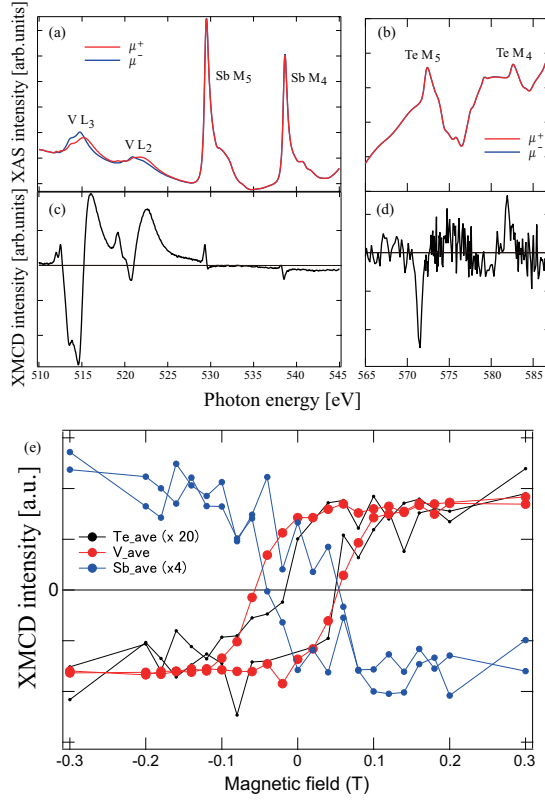 (a)
μ+
μ-
V L3
V L2
Sb M5
Sb M4
XAS intensity [arb.units]
(b)
Te M5
Te M4
μ+
μ-
(c)
XMCD intensity [arb.units]
510 515 520 525 530 535 540 545
(d)
565 570 575 580 585
Photon energy [eV]
(e)
Te_ave (x 20)
V_ave
Sb_ave (x4)
XMCD intensity [a.u.]
0
-0.3 -0.2 -0.1 0 0.1 0.2 0.3
Magnetic field (T)